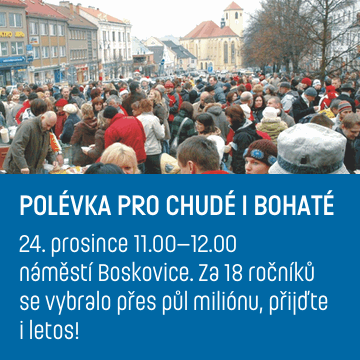 POLÉVKA PRO CHUDÉ I BOHATÉ
24. prosince 11.00–12.00
náměstí Boskovice. Za 18 ročníků
se vybralo přes půl miliónu, přijďte
i letos!